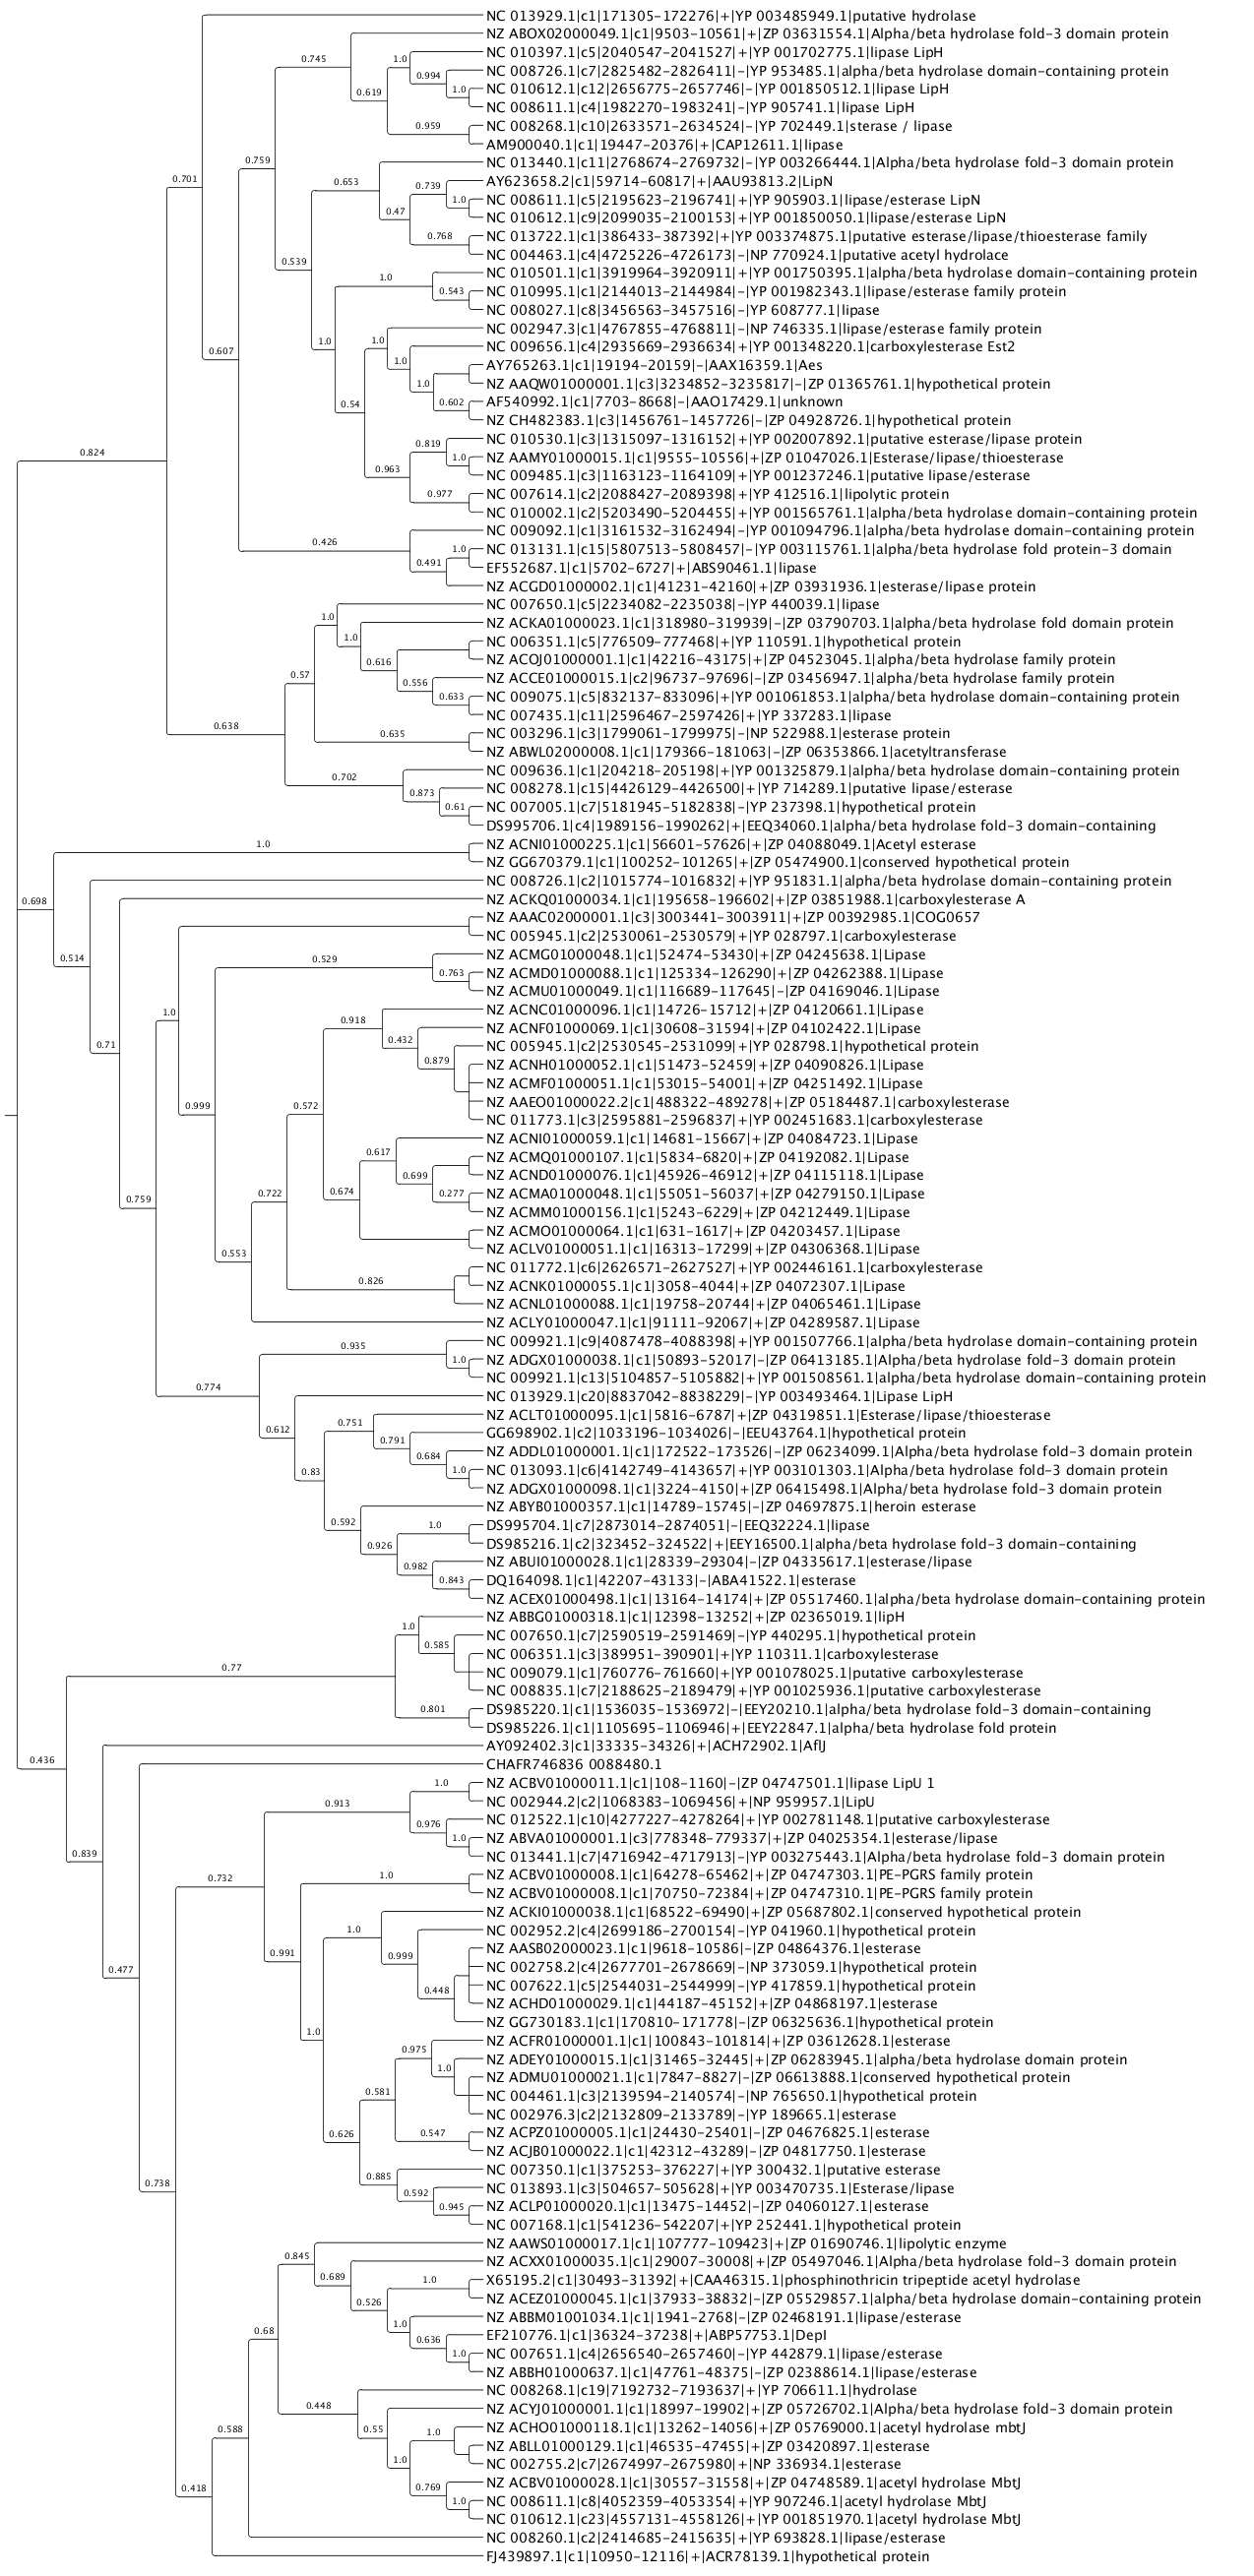 NC 013929.1|c1|171305-172276|+|YP 003485949.1|putative hydrolase
NZ ABOX02000049.1|c1|9503-10561|+|ZP 03631554.1|Alpha/beta hydrolase fold-3 domain protein
NC 010397.1|c5|2040547-2041527|+|YP 001702775.1|lipase LipH
NC 008726.1|c7|2825482-2826411|-|YP 953485.1|alpha/beta hydrolase domain-containing protein
NC 010612.1|c12|2656775-2657746|-|YP 001850512.1|lipase LipH
NC 008611.1|c4|1982270-1983241|-|YP 905741.1|lipase LipH
NC 008268.1|c10|2633571-2634524|-|YP 702449.1|sterase / lipase
AM900040.1|c1|19447-20376|+|CAP12611.1|lipase
NC 013440.1|c11|2768674-2769732|-|YP 003266444.1|Alpha/beta hydrolase fold-3 domain protein
AY623658.2|c1|59714-60817|+|AAU93813.2|LipN
NC 008611.1|c5|2195623-2196741|+|YP 905903.1|lipase/esterase LipN
NC 010612.1|c9|2099035-2100153|+|YP 001850050.1|lipase/esterase LipN
NC 013722.1|c1|386433-387392|+|YP 003374875.1|putative esterase/lipase/thioesterase family
NC 004463.1|c4|4725226-4726173|-|NP 770924.1|putative acetyl hydrolace
NC 010501.1|c1|3919964-3920911|+|YP 001750395.1|alpha/beta hydrolase domain-containing protein
NC 010995.1|c1|2144013-2144984|-|YP 001982343.1|lipase/esterase family protein
NC 008027.1|c8|3456563-3457516|-|YP 608777.1|lipase
NC 002947.3|c1|4767855-4768811|-|NP 746335.1|lipase/esterase family protein
NC 009656.1|c4|2935669-2936634|+|YP 001348220.1|carboxylesterase Est2
AY765263.1|c1|19194-20159|-|AAX16359.1|Aes
NZ AAQW01000001.1|c3|3234852-3235817|-|ZP 01365761.1|hypothetical protein
AF540992.1|c1|7703-8668|-|AAO17429.1|unknown
NZ CH482383.1|c3|1456761-1457726|-|ZP 04928726.1|hypothetical protein
NC 010530.1|c3|1315097-1316152|+|YP 002007892.1|putative esterase/lipase protein
NZ AAMY01000015.1|c1|9555-10556|+|ZP 01047026.1|Esterase/lipase/thioesterase
NC 009485.1|c3|1163123-1164109|+|YP 001237246.1|putative lipase/esterase
NC 007614.1|c2|2088427-2089398|+|YP 412516.1|lipolytic protein
NC 010002.1|c2|5203490-5204455|+|YP 001565761.1|alpha/beta hydrolase domain-containing protein
NC 009092.1|c1|3161532-3162494|-|YP 001094796.1|alpha/beta hydrolase domain-containing protein
NC 013131.1|c15|5807513-5808457|-|YP 003115761.1|alpha/beta hydrolase fold protein-3 domain
EF552687.1|c1|5702-6727|+|ABS90461.1|lipase
NZ ACGD01000002.1|c1|41231-42160|+|ZP 03931936.1|esterase/lipase protein
NC 007650.1|c5|2234082-2235038|-|YP 440039.1|lipase
NZ ACKA01000023.1|c1|318980-319939|-|ZP 03790703.1|alpha/beta hydrolase fold domain protein
NC 006351.1|c5|776509-777468|+|YP 110591.1|hypothetical protein
NZ ACQJ01000001.1|c1|42216-43175|+|ZP 04523045.1|alpha/beta hydrolase family protein
NZ ACCE01000015.1|c2|96737-97696|-|ZP 03456947.1|alpha/beta hydrolase family protein
NC 009075.1|c5|832137-833096|+|YP 001061853.1|alpha/beta hydrolase domain-containing protein
NC 007435.1|c11|2596467-2597426|+|YP 337283.1|lipase
NC 003296.1|c3|1799061-1799975|-|NP 522988.1|esterase protein
NZ ABWL02000008.1|c1|179366-181063|-|ZP 06353866.1|acetyltransferase
NC 009636.1|c1|204218-205198|+|YP 001325879.1|alpha/beta hydrolase domain-containing protein
NC 008278.1|c15|4426129-4426500|+|YP 714289.1|putative lipase/esterase
NC 007005.1|c7|5181945-5182838|-|YP 237398.1|hypothetical protein
DS995706.1|c4|1989156-1990262|+|EEQ34060.1|alpha/beta hydrolase fold-3 domain-containing
NZ ACNI01000225.1|c1|56601-57626|+|ZP 04088049.1|Acetyl esterase
NZ GG670379.1|c1|100252-101265|+|ZP 05474900.1|conserved hypothetical protein
NC 008726.1|c2|1015774-1016832|+|YP 951831.1|alpha/beta hydrolase domain-containing protein
NZ ACKQ01000034.1|c1|195658-196602|+|ZP 03851988.1|carboxylesterase A
NZ AAAC02000001.1|c3|3003441-3003911|+|ZP 00392985.1|COG0657
NC 005945.1|c2|2530061-2530579|+|YP 028797.1|carboxylesterase
NZ ACMG01000048.1|c1|52474-53430|+|ZP 04245638.1|Lipase
NZ ACMD01000088.1|c1|125334-126290|+|ZP 04262388.1|Lipase
NZ ACMU01000049.1|c1|116689-117645|-|ZP 04169046.1|Lipase
NZ ACNC01000096.1|c1|14726-15712|+|ZP 04120661.1|Lipase
NZ ACNF01000069.1|c1|30608-31594|+|ZP 04102422.1|Lipase
NC 005945.1|c2|2530545-2531099|+|YP 028798.1|hypothetical protein
NZ ACNH01000052.1|c1|51473-52459|+|ZP 04090826.1|Lipase
NZ ACMF01000051.1|c1|53015-54001|+|ZP 04251492.1|Lipase
NZ AAEO01000022.2|c1|488322-489278|+|ZP 05184487.1|carboxylesterase
NC 011773.1|c3|2595881-2596837|+|YP 002451683.1|carboxylesterase
NZ ACNI01000059.1|c1|14681-15667|+|ZP 04084723.1|Lipase
NZ ACMQ01000107.1|c1|5834-6820|+|ZP 04192082.1|Lipase
NZ ACND01000076.1|c1|45926-46912|+|ZP 04115118.1|Lipase
NZ ACMA01000048.1|c1|55051-56037|+|ZP 04279150.1|Lipase
NZ ACMM01000156.1|c1|5243-6229|+|ZP 04212449.1|Lipase
NZ ACMO01000064.1|c1|631-1617|+|ZP 04203457.1|Lipase
NZ ACLV01000051.1|c1|16313-17299|+|ZP 04306368.1|Lipase
NC 011772.1|c6|2626571-2627527|+|YP 002446161.1|carboxylesterase
NZ ACNK01000055.1|c1|3058-4044|+|ZP 04072307.1|Lipase
NZ ACNL01000088.1|c1|19758-20744|+|ZP 04065461.1|Lipase
NZ ACLY01000047.1|c1|91111-92067|+|ZP 04289587.1|Lipase
NC 009921.1|c9|4087478-4088398|+|YP 001507766.1|alpha/beta hydrolase domain-containing protein
NZ ADGX01000038.1|c1|50893-52017|-|ZP 06413185.1|Alpha/beta hydrolase fold-3 domain protein
NC 009921.1|c13|5104857-5105882|+|YP 001508561.1|alpha/beta hydrolase domain-containing protein
NC 013929.1|c20|8837042-8838229|-|YP 003493464.1|Lipase LipH
NZ ACLT01000095.1|c1|5816-6787|+|ZP 04319851.1|Esterase/lipase/thioesterase
GG698902.1|c2|1033196-1034026|-|EEU43764.1|hypothetical protein
NZ ADDL01000001.1|c1|172522-173526|-|ZP 06234099.1|Alpha/beta hydrolase fold-3 domain protein
NC 013093.1|c6|4142749-4143657|+|YP 003101303.1|Alpha/beta hydrolase fold-3 domain protein
NZ ADGX01000098.1|c1|3224-4150|+|ZP 06415498.1|Alpha/beta hydrolase fold-3 domain protein
NZ ABYB01000357.1|c1|14789-15745|-|ZP 04697875.1|heroin esterase
DS995704.1|c7|2873014-2874051|-|EEQ32224.1|lipase
DS985216.1|c2|323452-324522|+|EEY16500.1|alpha/beta hydrolase fold-3 domain-containing
NZ ABUI01000028.1|c1|28339-29304|-|ZP 04335617.1|esterase/lipase
DQ164098.1|c1|42207-43133|-|ABA41522.1|esterase
NZ ACEX01000498.1|c1|13164-14174|+|ZP 05517460.1|alpha/beta hydrolase domain-containing protein
NZ ABBG01000318.1|c1|12398-13252|+|ZP 02365019.1|lipH
NC 007650.1|c7|2590519-2591469|-|YP 440295.1|hypothetical protein
NC 006351.1|c3|389951-390901|+|YP 110311.1|carboxylesterase
NC 009079.1|c1|760776-761660|+|YP 001078025.1|putative carboxylesterase
NC 008835.1|c7|2188625-2189479|+|YP 001025936.1|putative carboxylesterase
DS985220.1|c1|1536035-1536972|-|EEY20210.1|alpha/beta hydrolase fold-3 domain-containing
DS985226.1|c1|1105695-1106946|+|EEY22847.1|alpha/beta hydrolase fold protein
AY092402.3|c1|33335-34326|+|ACH72902.1|AflJ
CHAFR746836 0088480.1
NZ ACBV01000011.1|c1|108-1160|-|ZP 04747501.1|lipase LipU 1
NC 002944.2|c2|1068383-1069456|+|NP 959957.1|LipU
NC 012522.1|c10|4277227-4278264|+|YP 002781148.1|putative carboxylesterase
NZ ABVA01000001.1|c3|778348-779337|+|ZP 04025354.1|esterase/lipase
NC 013441.1|c7|4716942-4717913|-|YP 003275443.1|Alpha/beta hydrolase fold-3 domain protein
NZ ACBV01000008.1|c1|64278-65462|+|ZP 04747303.1|PE-PGRS family protein
NZ ACBV01000008.1|c1|70750-72384|+|ZP 04747310.1|PE-PGRS family protein
NZ ACKI01000038.1|c1|68522-69490|+|ZP 05687802.1|conserved hypothetical protein
NC 002952.2|c4|2699186-2700154|-|YP 041960.1|hypothetical protein
NZ AASB02000023.1|c1|9618-10586|-|ZP 04864376.1|esterase
NC 002758.2|c4|2677701-2678669|-|NP 373059.1|hypothetical protein
NC 007622.1|c5|2544031-2544999|-|YP 417859.1|hypothetical protein
NZ ACHD01000029.1|c1|44187-45152|+|ZP 04868197.1|esterase
NZ GG730183.1|c1|170810-171778|-|ZP 06325636.1|hypothetical protein
NZ ACFR01000001.1|c1|100843-101814|+|ZP 03612628.1|esterase
NZ ADEY01000015.1|c1|31465-32445|+|ZP 06283945.1|alpha/beta hydrolase domain protein
NZ ADMU01000021.1|c1|7847-8827|-|ZP 06613888.1|conserved hypothetical protein
NC 004461.1|c3|2139594-2140574|-|NP 765650.1|hypothetical protein
NC 002976.3|c2|2132809-2133789|-|YP 189665.1|esterase
NZ ACPZ01000005.1|c1|24430-25401|-|ZP 04676825.1|esterase
NZ ACJB01000022.1|c1|42312-43289|-|ZP 04817750.1|esterase
NC 007350.1|c1|375253-376227|+|YP 300432.1|putative esterase
NC 013893.1|c3|504657-505628|+|YP 003470735.1|Esterase/lipase
NZ ACLP01000020.1|c1|13475-14452|-|ZP 04060127.1|esterase
NC 007168.1|c1|541236-542207|+|YP 252441.1|hypothetical protein
NZ AAWS01000017.1|c1|107777-109423|+|ZP 01690746.1|lipolytic enzyme
NZ ACXX01000035.1|c1|29007-30008|+|ZP 05497046.1|Alpha/beta hydrolase fold-3 domain protein
X65195.2|c1|30493-31392|+|CAA46315.1|phosphinothricin tripeptide acetyl hydrolase
NZ ACEZ01000045.1|c1|37933-38832|-|ZP 05529857.1|alpha/beta hydrolase domain-containing protein
NZ ABBM01001034.1|c1|1941-2768|-|ZP 02468191.1|lipase/esterase
EF210776.1|c1|36324-37238|+|ABP57753.1|DepI
NC 007651.1|c4|2656540-2657460|-|YP 442879.1|lipase/esterase
NZ ABBH01000637.1|c1|47761-48375|-|ZP 02388614.1|lipase/esterase
NC 008268.1|c19|7192732-7193637|+|YP 706611.1|hydrolase
NZ ACYJ01000001.1|c1|18997-19902|+|ZP 05726702.1|Alpha/beta hydrolase fold-3 domain protein
NZ ACHO01000118.1|c1|13262-14056|+|ZP 05769000.1|acetyl hydrolase mbtJ
NZ ABLL01000129.1|c1|46535-47455|+|ZP 03420897.1|esterase
NC 002755.2|c7|2674997-2675980|+|NP 336934.1|esterase
NZ ACBV01000028.1|c1|30557-31558|+|ZP 04748589.1|acetyl hydrolase MbtJ
NC 008611.1|c8|4052359-4053354|+|YP 907246.1|acetyl hydrolase MbtJ
NC 010612.1|c23|4557131-4558126|+|YP 001851970.1|acetyl hydrolase MbtJ
NC 008260.1|c2|2414685-2415635|+|YP 693828.1|lipase/esterase
FJ439897.1|c1|10950-12116|+|ACR78139.1|hypothetical protein